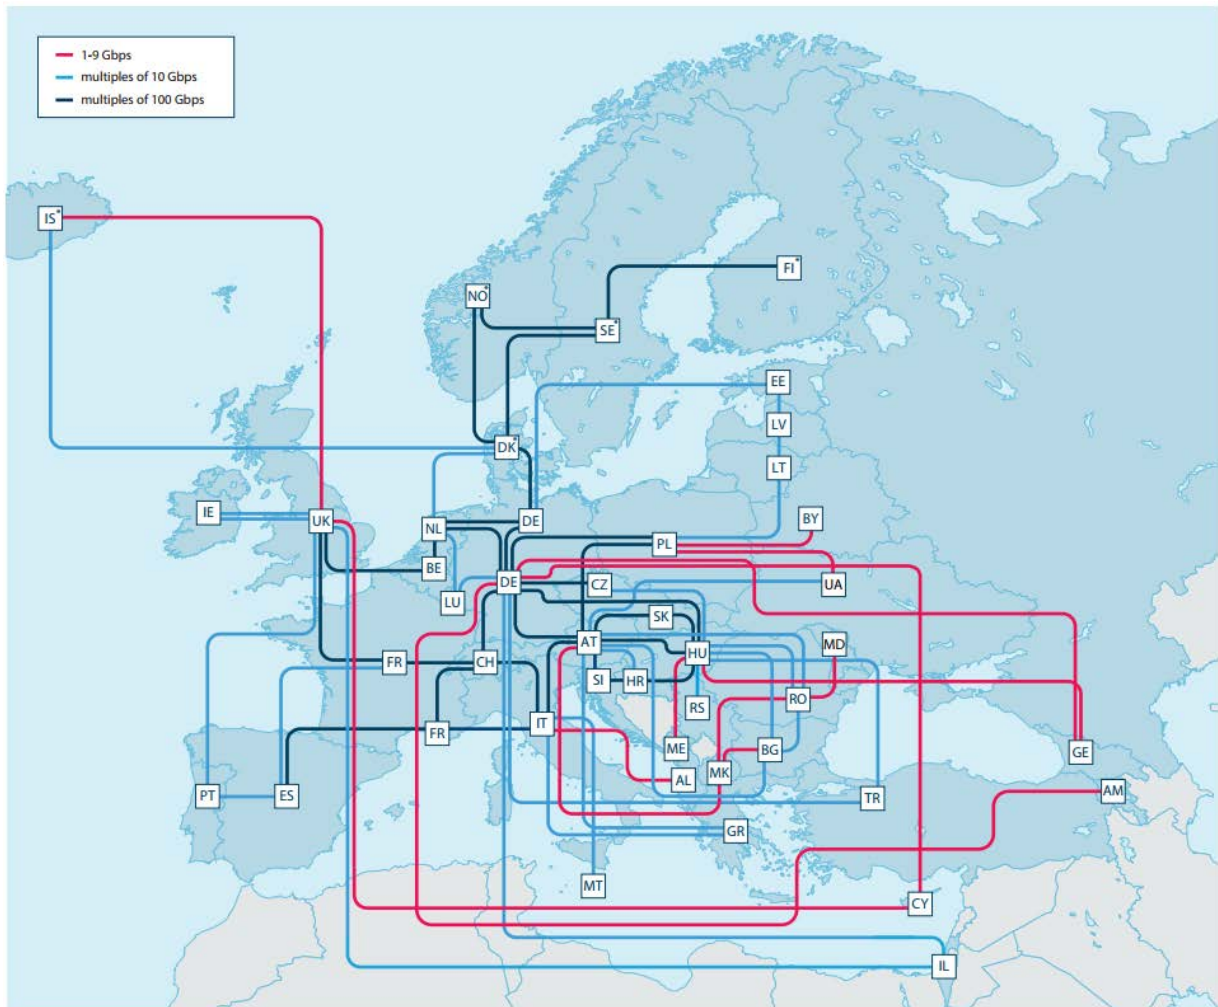 1-9 Gbps
multiples of 10 Gbps
multiples of 100 Gbps
IS*
FI*
NO*
SE*
EE
LV
DK*
LT
IE
UK
NL
DE
BY
PL
BE
DE
CZ
UA
LU
SK
AT
HU
MD
FR
CH
SI
HR
RS
RO
IT
FR
ME
BG
GE
AL
MK
PT
ES
TR
AM
GR
MT
CY
IL